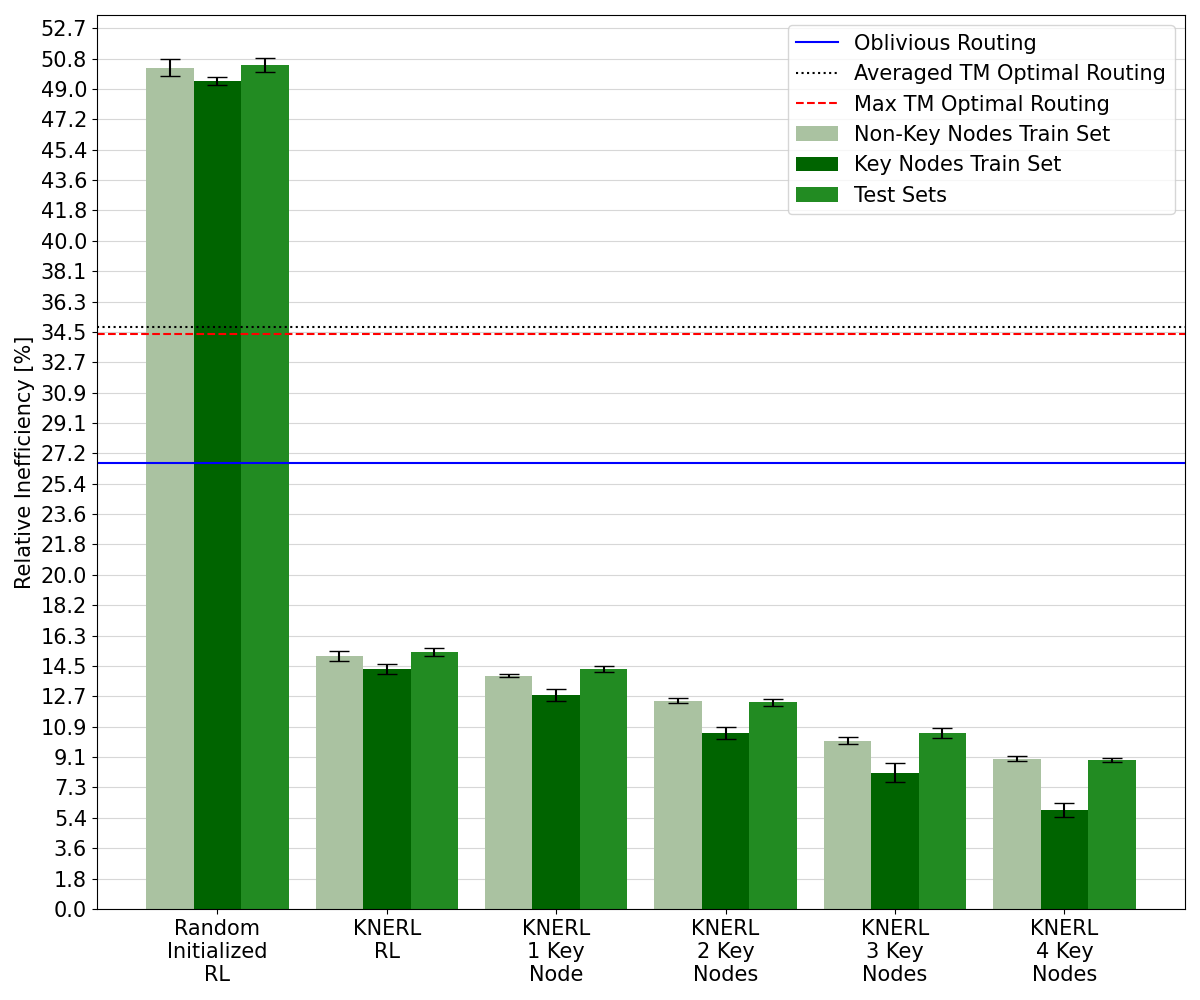 52.7
50.8
49.0
47.2
45.4
43.6
41.8
40.0
38.1
36.3
34.5
32.7
30.9
29.1
27.2
25.4
23.6
21.8
20.0
18.2
16.3
14.5
12.7
10.9
9.1
7.3
5.4
3.6
1.8
0.0
Relative Inefficiency [%]
Oblivious Routing
Averaged TM Optimal Routing
Max TM Optimal Routing
Non-Key Nodes Train Set
Key Nodes Train Set
Test Sets
Random
Initialized
RL
KNERL
RL
KNERL
1 Key
Node
KNERL
2 Key
Nodes
KNERL
3 Key
Nodes
KNERL
4 Key
Nodes